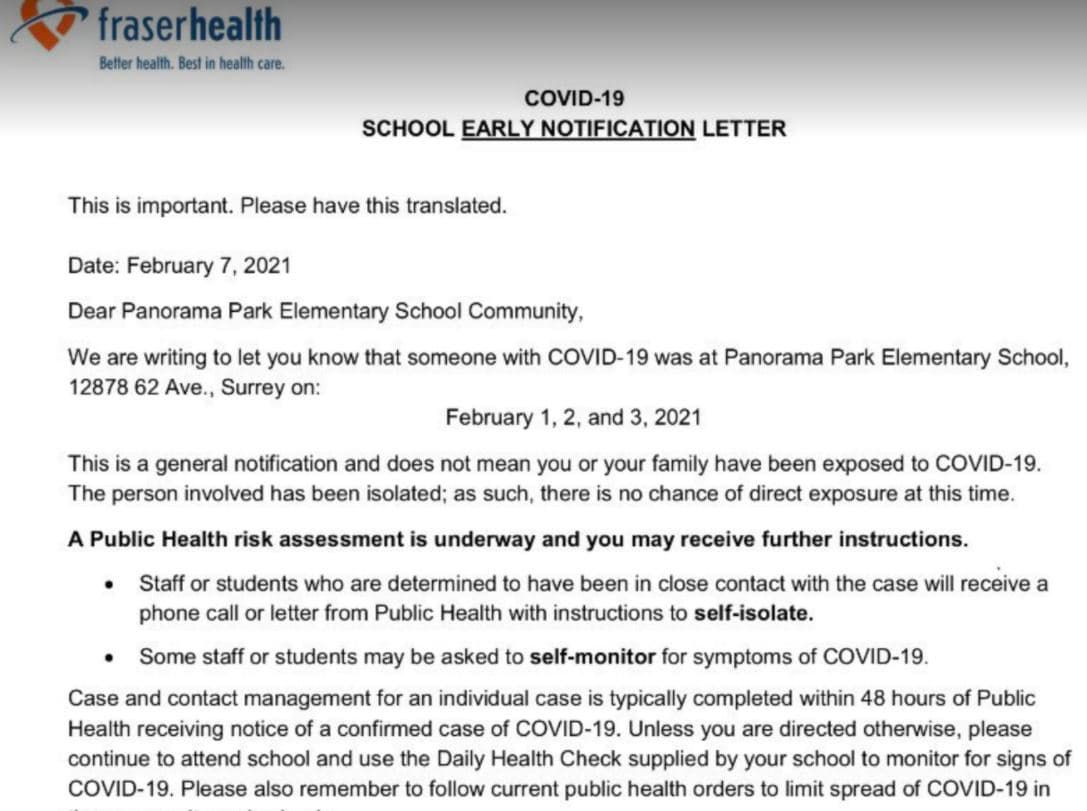 fraserhealth
Better health. Best in health care.
COVID-19
SCHOOL EARLY NOTIFICATION LETTER
This is important. Please have this translated.
Date: February 7, 2021
Dear Panorama Park Elementary School Community,
We are writing to let you know that someone with COVID-19 was at Panorama Park Elementary School,
12878 62 Ave., Surrey on:
February 1, 2, and 3, 2021
This is a general notification and does not mean you or your family have been exposed to COVID-19.
The person involved has been isolated; as such, there is no chance of direct exposure at this time.
A Public Health risk assessment is underway and you may receive further instructions.
• Staff or students who are determined to have been in close contact with the case will receive a
phone call or letter from Public Health with instructions to self-isolate.
• Some staff or students may be asked to self-monitor for symptoms of COVID-19.
Case and contact management for an individual case is typically completed within 48 hours of Public
Health receiving notice of a confirmed case of COVID-19. Unless you are directed otherwise, please
continue to attend school and use the Daily Health Check supplied by your school to monitor for signs of
COVID-19. Please also remember to follow current public health orders to limit spread of COVID-19 in